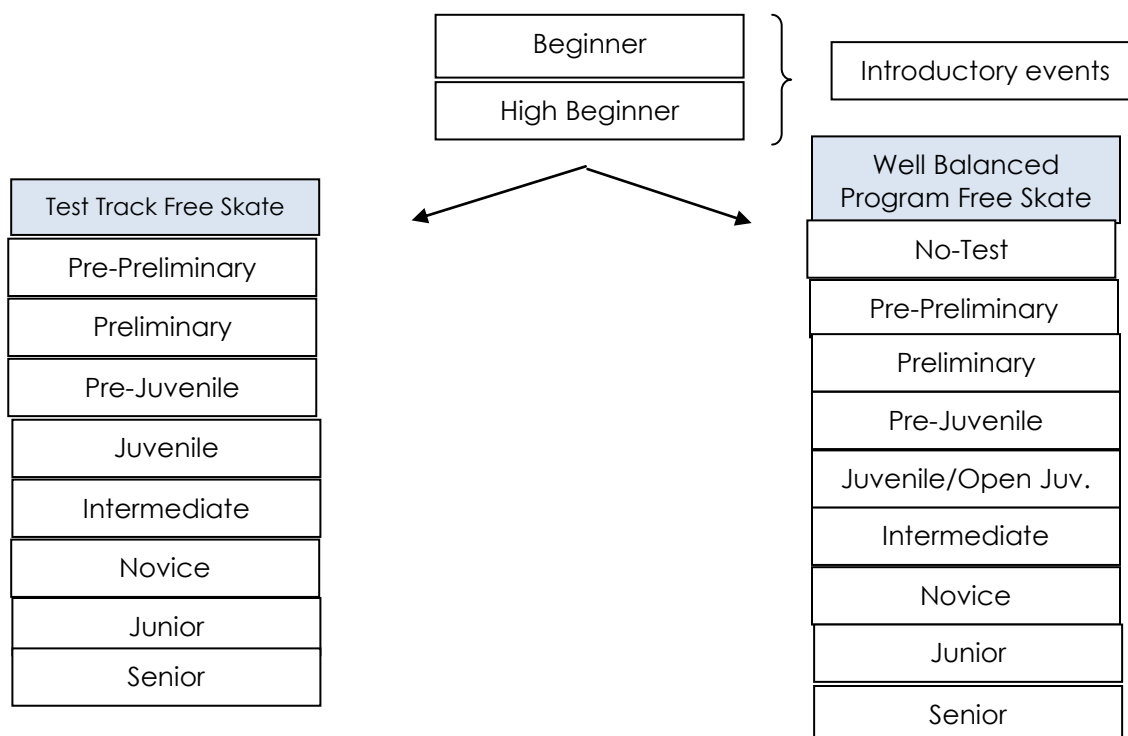 Beginner
High Beginner
Introductory events
Test Track Free Skate
Pre-Preliminary
Preliminary
Pre-Juvenile
Juvenile
Intermediate
Novice
Junior
Senior
Well Balanced
Program Free Skate
No-Test
Pre-Preliminary
Preliminary
Pre-Juvenile
Juvenile/Open Juv.
Intermediate
Novice
Junior
Senior